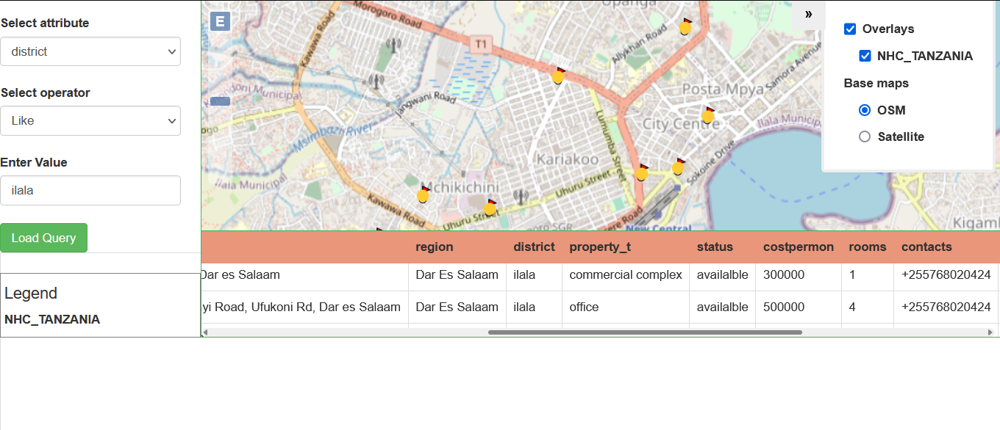 Select attribute
district
Select operator
Like
Enter Value
ilala
Load Query
Legend
NHC_TANZANIA
E
Morogoro Road
Upanga
T1
Allykhan Road
Kawawa Road
Jangwani Road
Msimbazi River
Posta Mpya
Samora Avenue
City Centre
Ilala Municipal
Lumumba Street
Kariakoo
Sokoine Drive
Ilala Municipal
Mchikichini
Uhuru Street
Kawawa Road
Uhuru Street
New Central
»
Overlays
NHC_TANZANIA
Base maps
OSM
Satellite
region district property_t status costpermon rooms contacts
Dar es Salaam Dar Es Salaam ilala commercial complex availalble 300000 1 +255768020424
yi Road, Ufukoni Rd, Dar es Salaam Dar Es Salaam ilala office availalble 500000 4 +255768020424